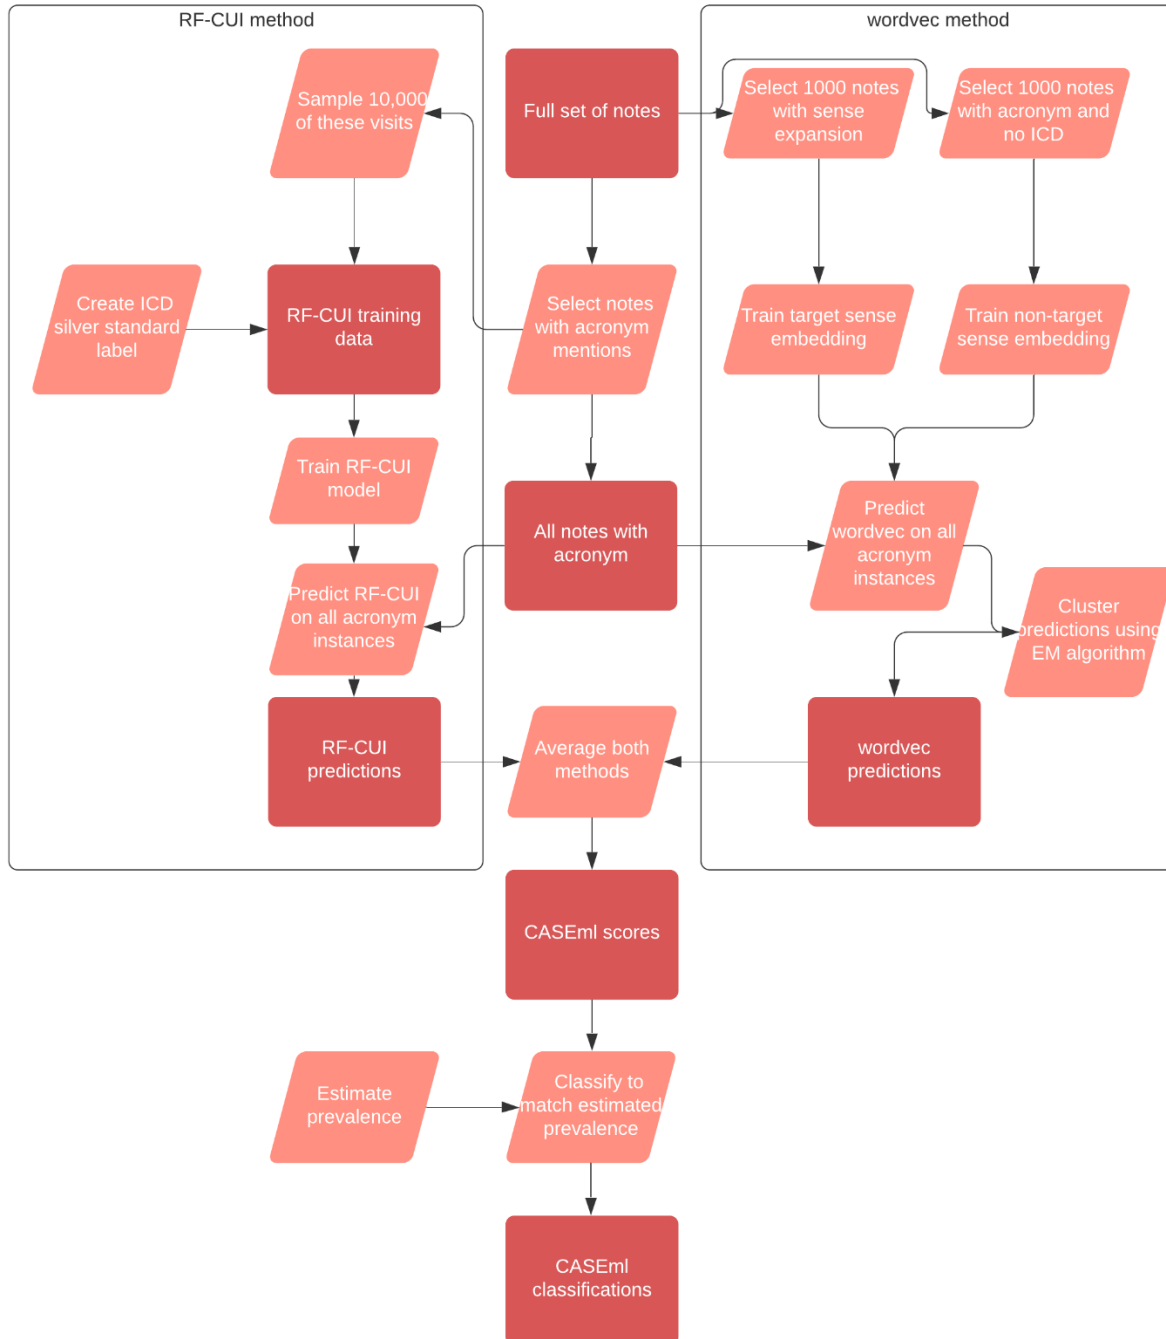 RF-CUI method
wordvec method
Sample 10,000
of these visits
Full set of notes
Select 1000 notes
with sense
expansion
Select 1000 notes
with acronym and
no ICD
Create ICD
silver standard
label
RF-CUI training
data
Select notes
with acronym
mentions
Train target sense
embedding
Train non-target
sense embedding
Train RF-CUI
model
All notes with
acronym
Predict
wordvec on all
acronym
instances
Predict RF-CUI
on all acronym
instances
Cluster
predictions using
EM algorithm
RF-CUI
predictions
Average both
methods
wordvec
predictions
CASEml scores
Estimate
prevalence
Classify to
match estimated
prevalence
CASEml
classifications